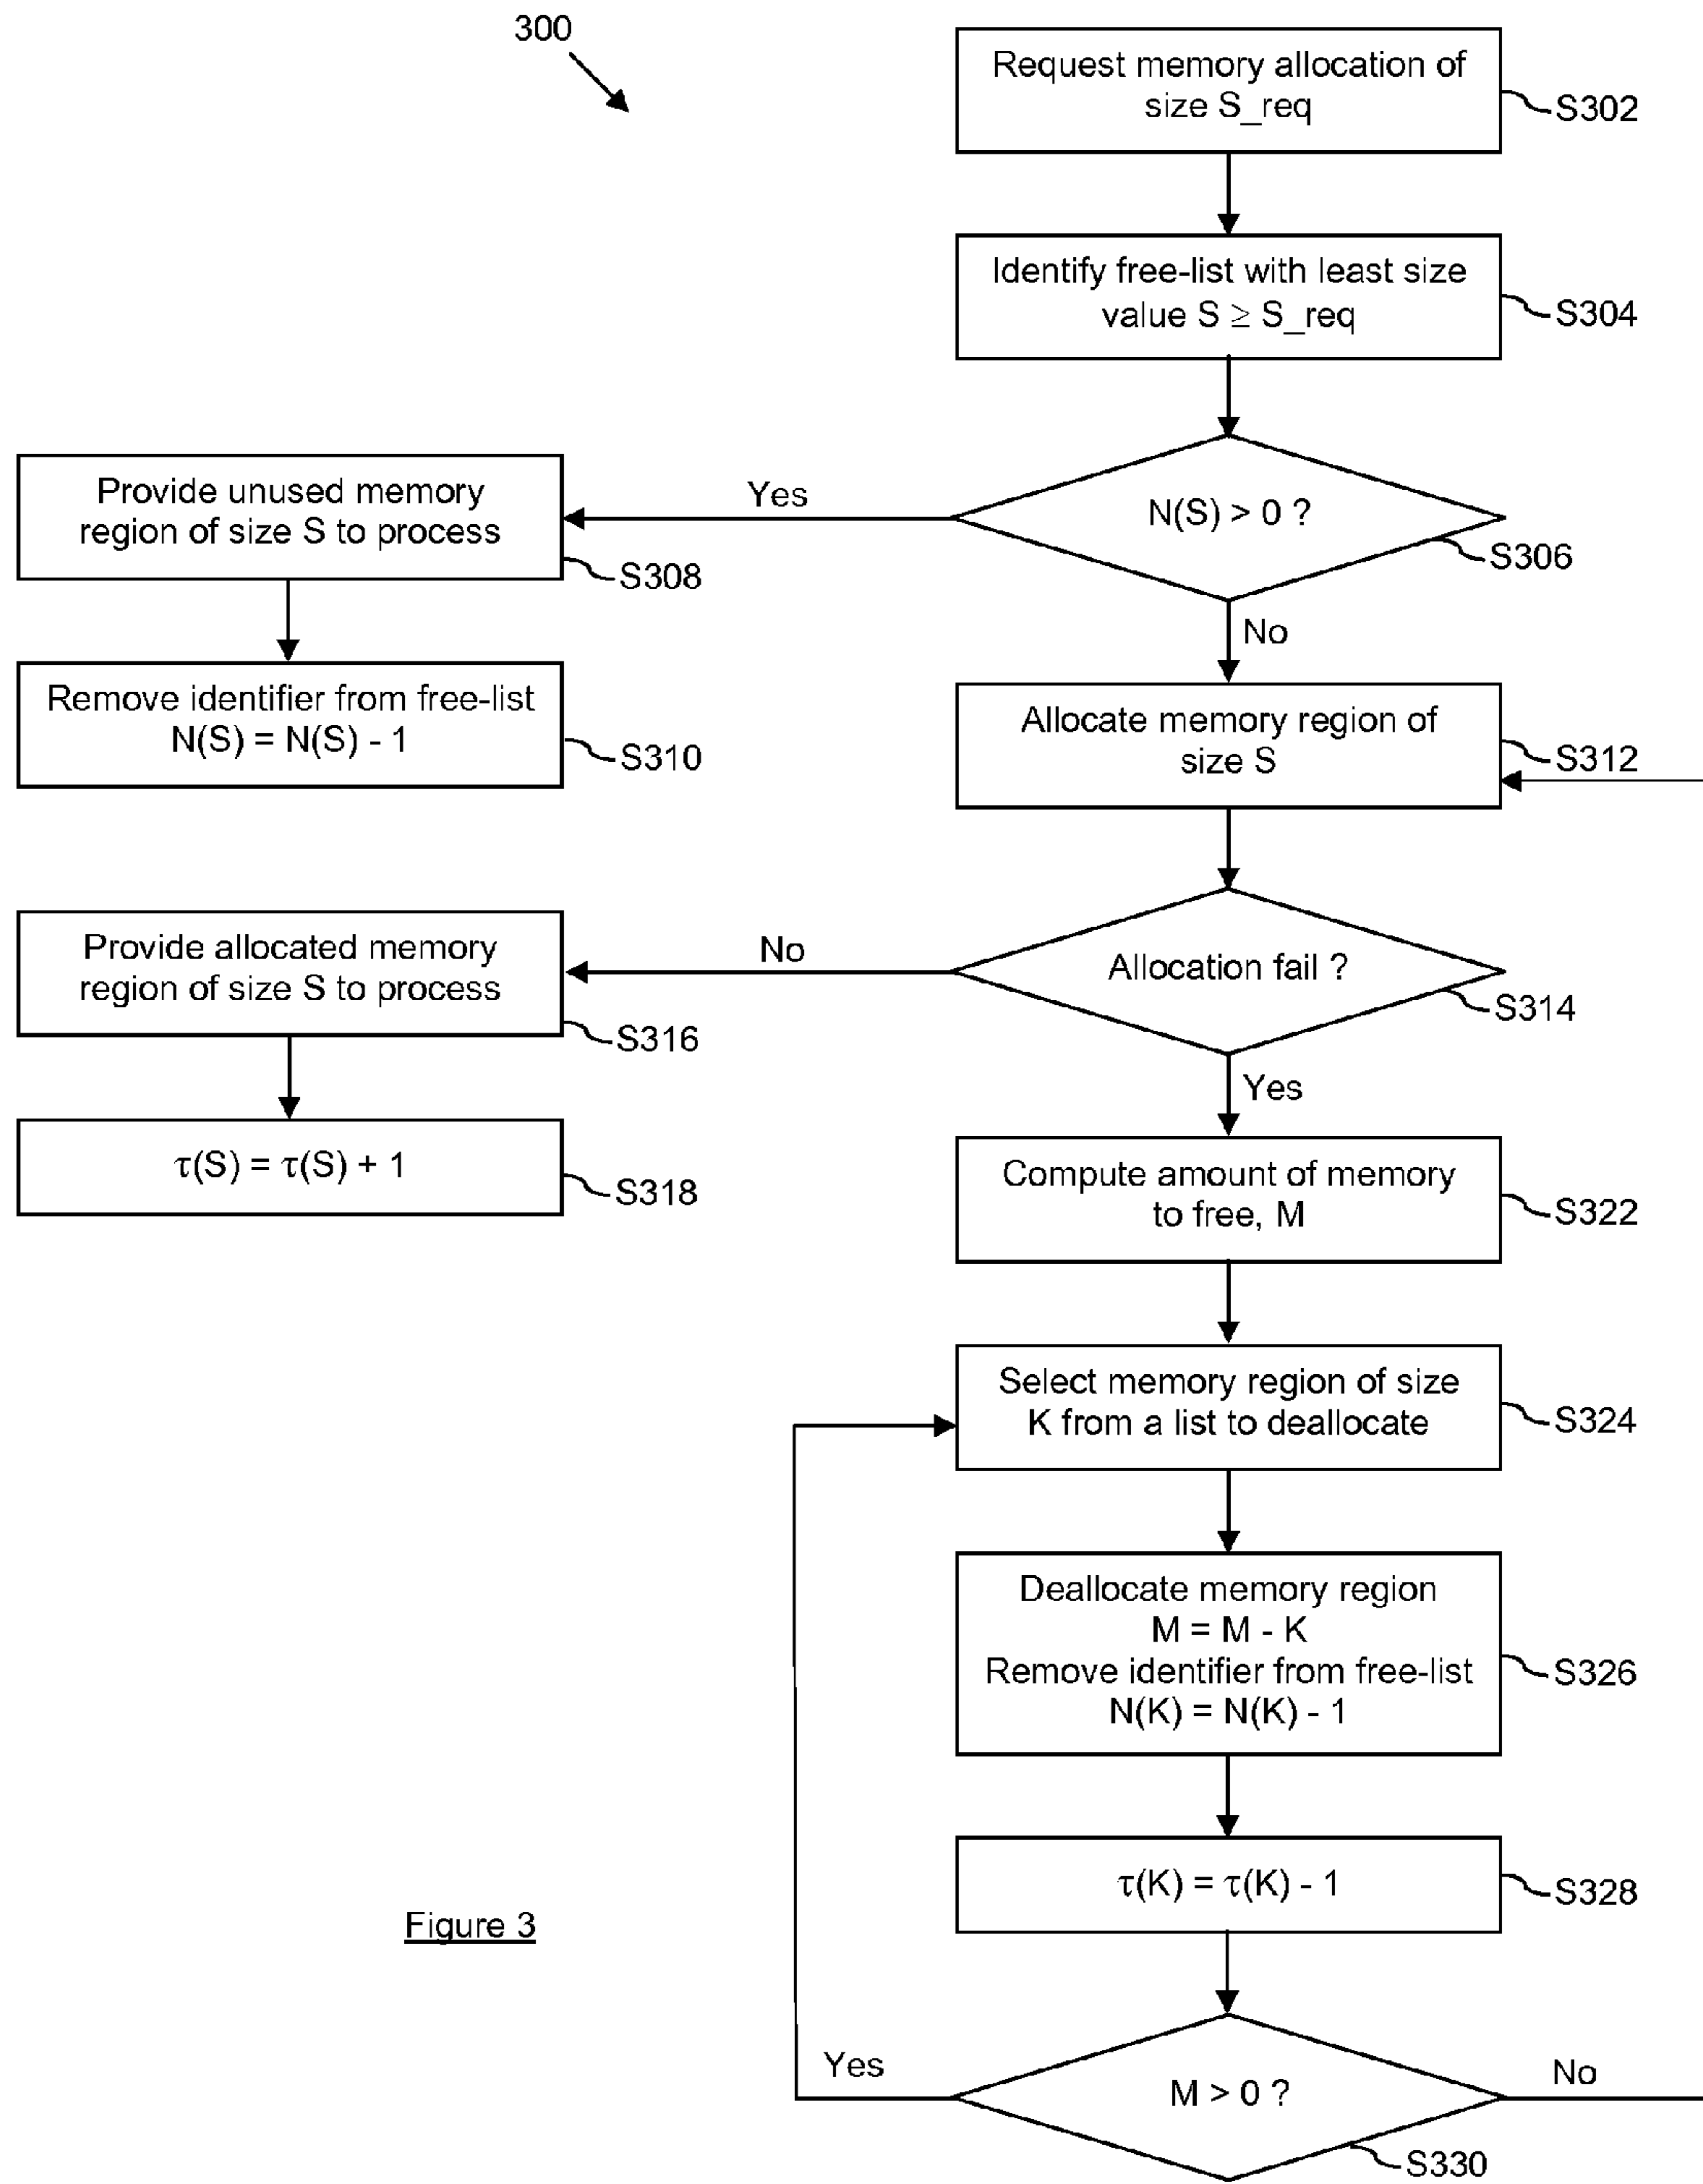 300
Request memory allocation of
size S_req
S302
Identify free-list with least size
value S ≥ S_req
S304
N(S) > 0 ?
S306
Yes
Provide unused memory
region of size S to process
S308
Remove identifier from free-list
N(S) = N(S) - 1
S310
No
Allocate memory region of
size S
S312
Allocation fail ?
S314
No
Provide allocated memory
region of size S to process
S316
τ(S) = τ(S) + 1
S318
Yes
Compute amount of memory
to free, M
S322
Select memory region of size
K from a list to deallocate
S324
Deallocate memory region
M = M - K
Remove identifier from free-list
N(K) = N(K) - 1
S326
τ(K) = τ(K) - 1
S328
M > 0 ?
S330
Yes
No
Figure 3